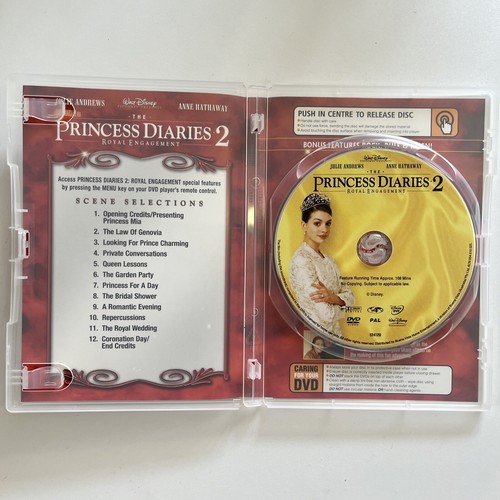 JULIE ANDREWS
WALT DISNEY
ANNE HATHAWAY
THE
PRINCESS DIARIES 2
ROYAL ENGAGEMENT
Access PRINCESS DIARIES 2: ROYAL ENGAGEMENT special features
by pressing the MENU key on your DVD player's remote control.
SCENE SELECTIONS
1. Opening Credits/Presenting
Princess Mia
2. The Law Of Genovia
3. Looking For Prince Charming
4. Private Conversations
5. Queen Lessons
6. The Garden Party
7. Princess For A Day
8. The Bridal Shower
9. A Romantic Evening
10. Repercussions
11. The Royal Wedding
12. Coronation Day/
End Credits
PUSH IN CENTRE TO RELEASE DISC
BONUS FEATURES
WALT DISNEY
JULIE ANDREWS
ANNE HATHAWAY
THE
PRINCESS DIARIES 2
ROYAL ENGAGEMENT
Feature Running Time Approx. 108 Mins
No Copying. Subject to applicable law.
© Disney.
DVD
PAL
CARING
FOR YOUR
DVD